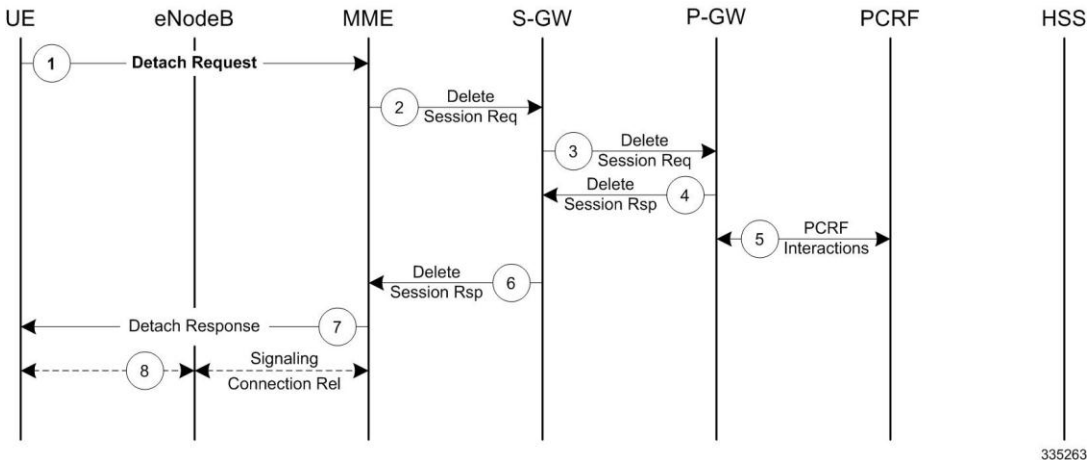 UE eNodeB MME S-GW P-GW PCRF HSS
1 Detach Request
2 Delete
Session Req
3 Delete
Session Req
Delete 4
Session Rsp
5 PCRF
Interactions
Delete 6
Session Rsp
Detach Response 7
8 Signaling
Connection Rel
335263